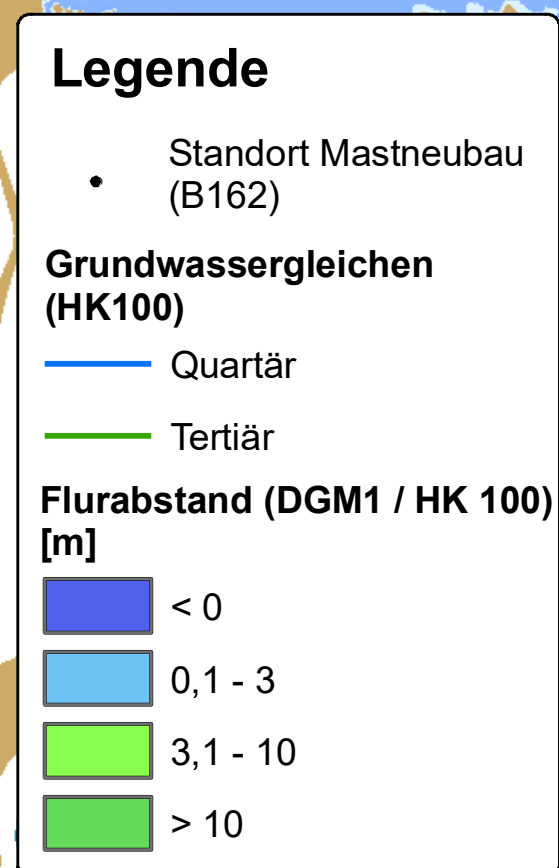 Legende
Standort Mastneubau
(B162)
Grundwassergleichen
(HK100)
Quartär
Tertiär
Flurabstand (DGM1 / HK 100)
[m]
< 0
0,1 - 3
3,1 - 10
> 10